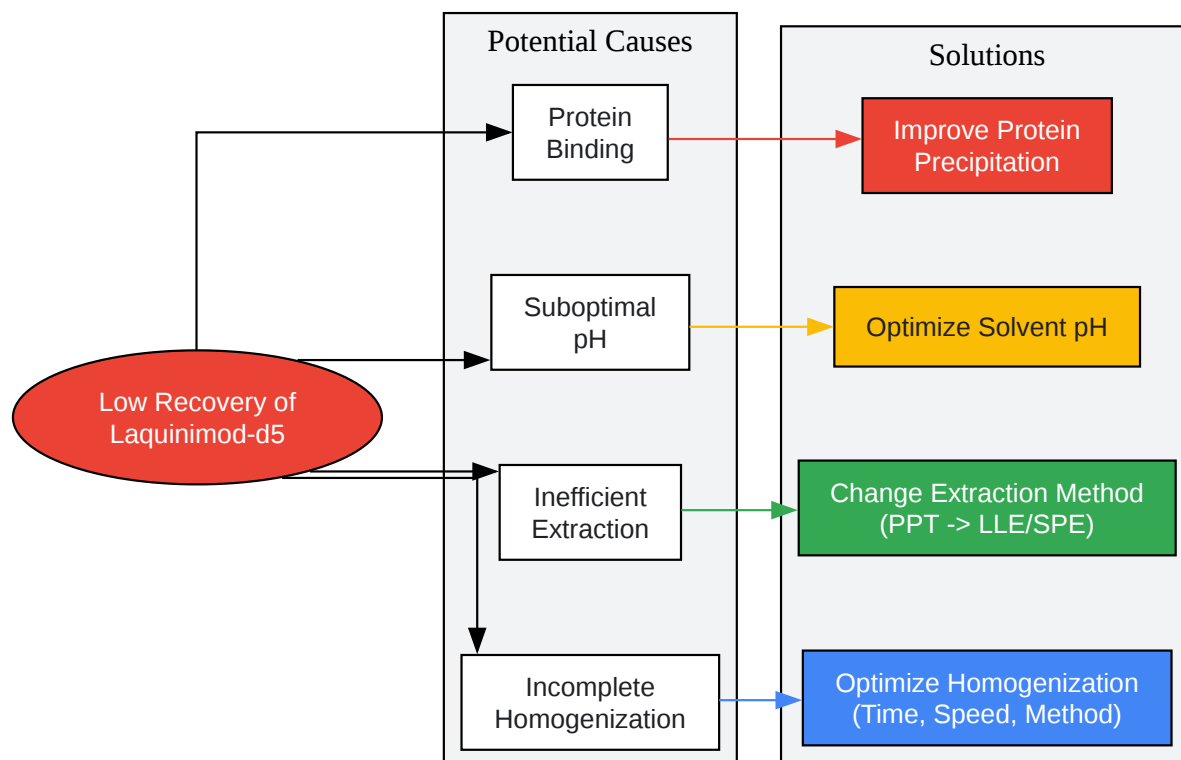 Potential Causes
Solutions
Protein
Binding
Improve Protein
Precipitation
Suboptimal
pH
Optimize Solvent pH
Low Recovery of
Laquinimod-d5
Inefficient
Extraction
Change Extraction Method
(PPT -> LLE/SPE)
Incomplete
Homogenization
Optimize Homogenization
(Time, Speed, Method)